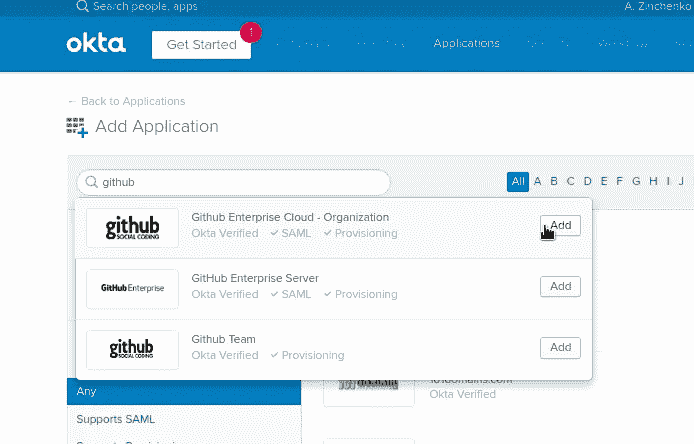 Search people, apps
A. Zinchenko
okta
Get Started
1
Applications
← Back to Applications
Add Application
github
All A B C D E F G H I J
github
SOCIAL CODING
Github Enterprise Cloud - Organization
Okta Verified ✓ SAML ✓ Provisioning
Add
GitHub Enterprise
GitHub Enterprise Server
Okta Verified ✓ SAML ✓ Provisioning
Add
github
SOCIAL CODING
Github Team
Okta Verified ✓ Provisioning
Add
Any
Okta Verified
Supports SAML